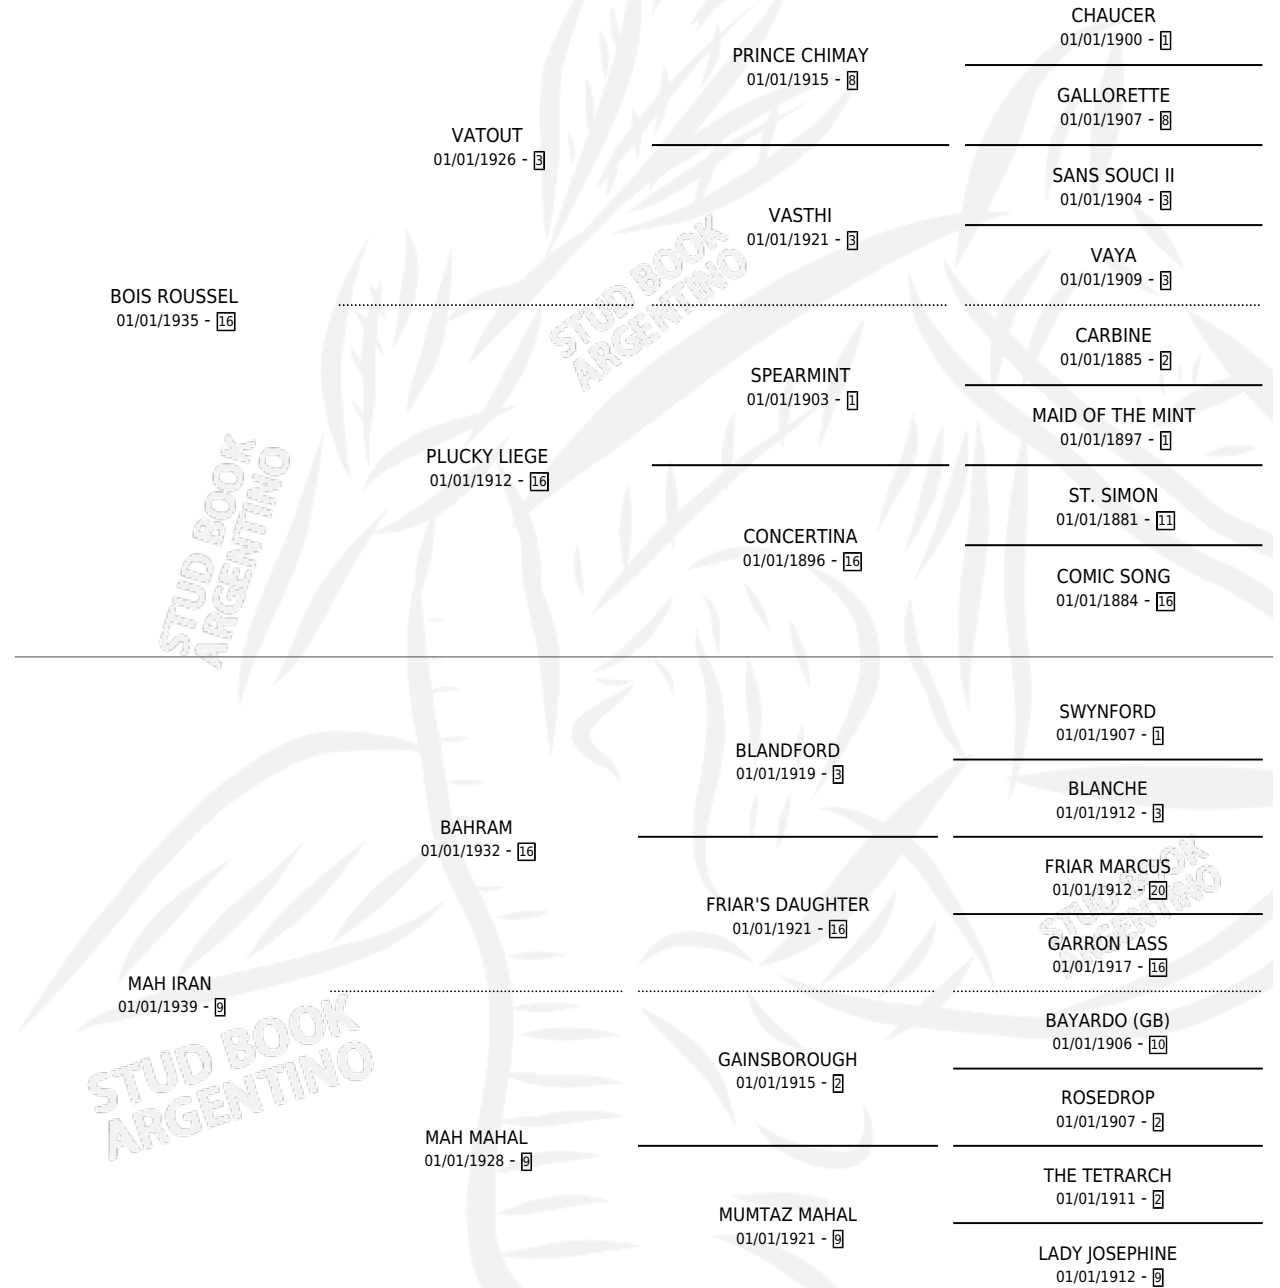 CHAUCER
01/01/1900 - 1
PRINCE CHIMAY
01/01/1915 - 8
GALLORETTE
01/01/1907 - 8
VATOUT
01/01/1926 - 3
SANS SOUCI II
01/01/1904 - 3
VASTHI
01/01/1921 - 3
VAYA
01/01/1909 - 3
BOIS ROUSSEL
01/01/1935 - 16
STUD BOOK
ARGENTINO
CARBINE
01/01/1885 - 2
SPEARMINT
01/01/1903 - 1
MAID OF THE MINT
01/01/1897 - 1
PLUCKY LIEGE
01/01/1912 - 16
ST. SIMON
01/01/1881 - 11
CONCERTINA
01/01/1896 - 16
COMIC SONG
01/01/1884 - 16
STUD BOOK
ARGENTINO
SWYNFORD
01/01/1907 - 1
BLANDFORD
01/01/1919 - 3
BLANCHE
01/01/1912 - 3
BAHRAM
01/01/1932 - 16
FRIAR MARCUS
01/01/1912 - 20
FRIAR'S DAUGHTER
01/01/1921 - 16
STUD BOOK
ARGENTINO
GARRON LASS
01/01/1917 - 16
MAH IRAN
01/01/1939 - 9
BAYARDO (GB)
01/01/1906 - 10
GAINSBOROUGH
01/01/1915 - 2
STUD BOOK
ARGENTINO
ROSEDROP
01/01/1907 - 2
MAH MAHAL
01/01/1928 - 9
THE TETRARCH
01/01/1911 - 2
MUMTAZ MAHAL
01/01/1921 - 9
LADY JOSEPHINE
01/01/1912 - 9